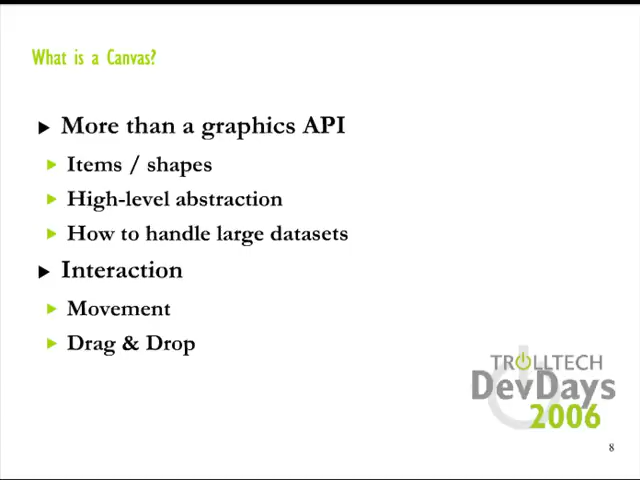 What is a Canvas?
More than a graphics API
Items / shapes
High-level abstraction
How to handle large datasets
Interaction
Movement
Drag & Drop
TROLLTECH
DevDays
2006
8